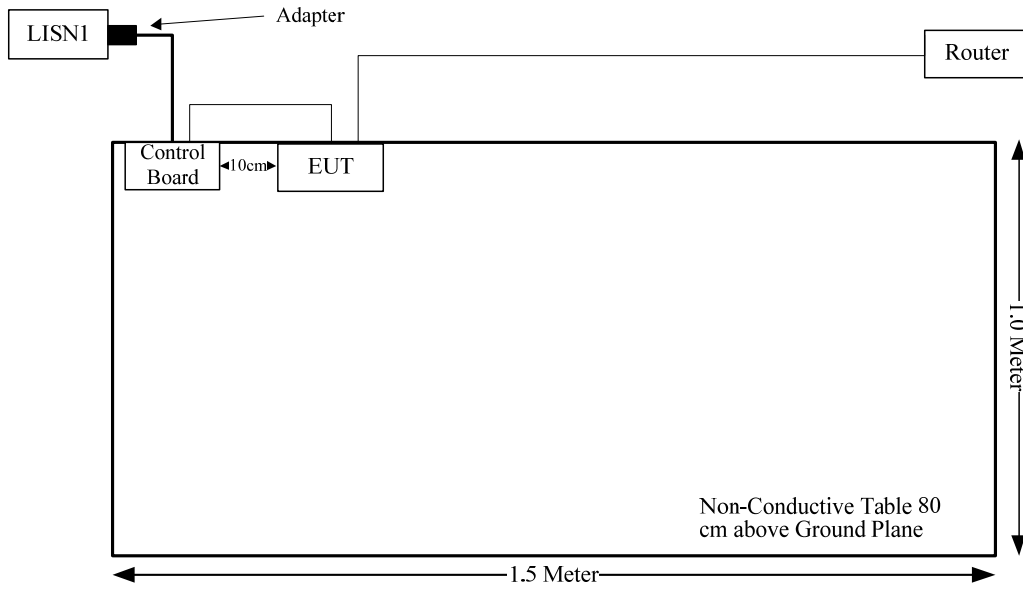 Adapter
LISN1
Router
Control
Board
10cm
EUT
1.0 Meter
Non-Conductive Table 80
cm above Ground Plane
1.5 Meter